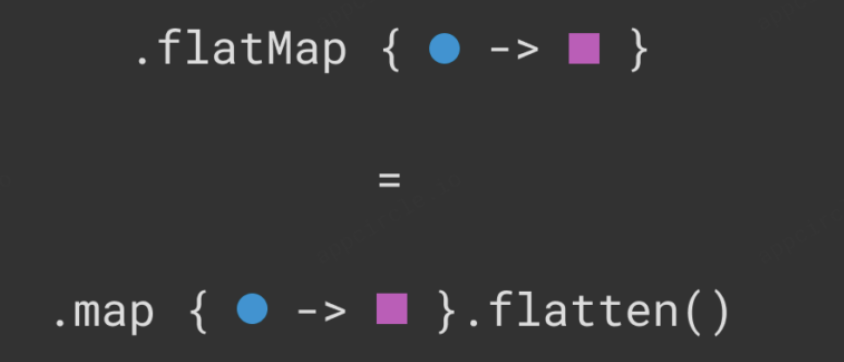 .flatMap { 🔵 -> 🟪 }
=
.map { 🔵 -> 🟪 }.flatten()